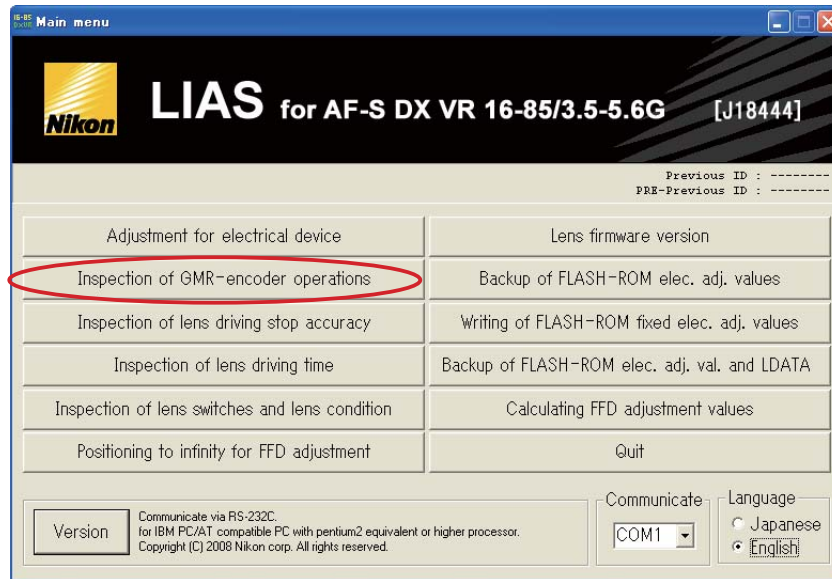 16-85 Main menu
Nikon
LIAS for AF-S DX VR 16-85/3.5-5.6G [J18444]
Previous ID : --------
PRE-Previous ID : --------
Adjustment for electrical device
Lens firmware version
Inspection of GMR-encoder operations
Backup of FLASH-ROM elec. adj. values
Inspection of lens driving stop accuracy
Writing of FLASH-ROM fixed elec. adj. values
Inspection of lens driving time
Backup of FLASH-ROM elec. adj. val. and LDATA
Inspection of lens switches and lens condition
Calculating FFD adjustment values
Positioning to infinity for FFD adjustment
Quit
Version
Communicate via RS-232C.
for IBM PC/AT compatible PC with pentium2 equivalent or higher processor.
Copyright (C) 2008 Nikon corp. All rights reserved.
Communicate
COM1
Language
Japanese
English